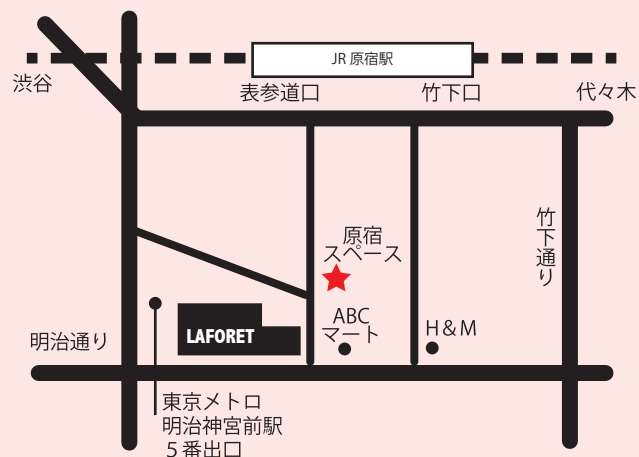 JR 原宿駅
渋谷
表参道口
竹下口
代々木
竹下通り
原宿
スペース
ABC
マート
H&M
LAFORET
明治通り
東京メトロ
明治神宮前駅
５番出口